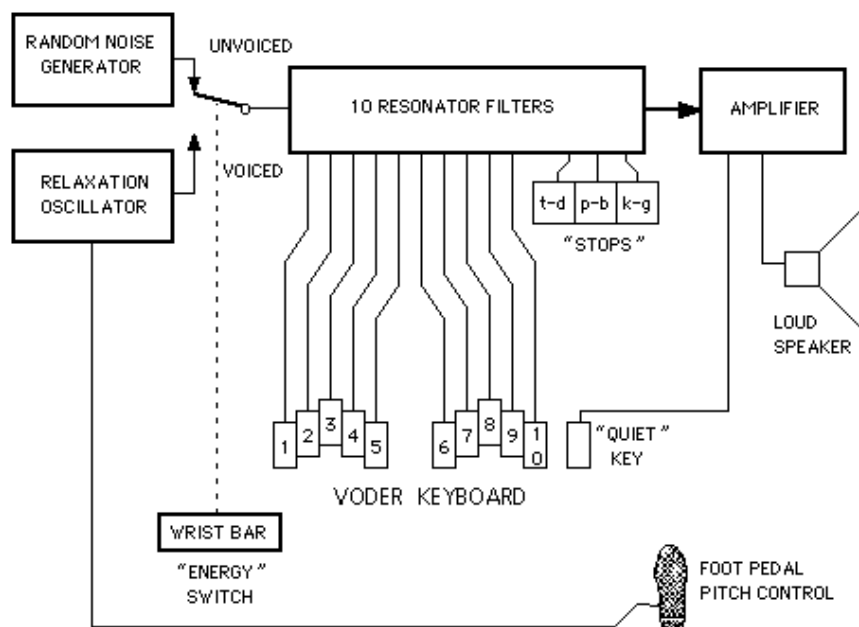 RANDOM NOISE
GENERATOR
UNVOICED
10 RESONATOR FILTERS
AMPLIFIER
RELAXATION
OSCILLATOR
VOICED
t-d
p-b
k-g
"STOPS"
LOUD
SPEAKER
1
2
3
4
5
6
7
8
9
1
0
"QUIET"
KEY
VODER KEYBOARD
WRIST BAR
"ENERGY"
SWITCH
FOOT PEDAL
PITCH CONTROL